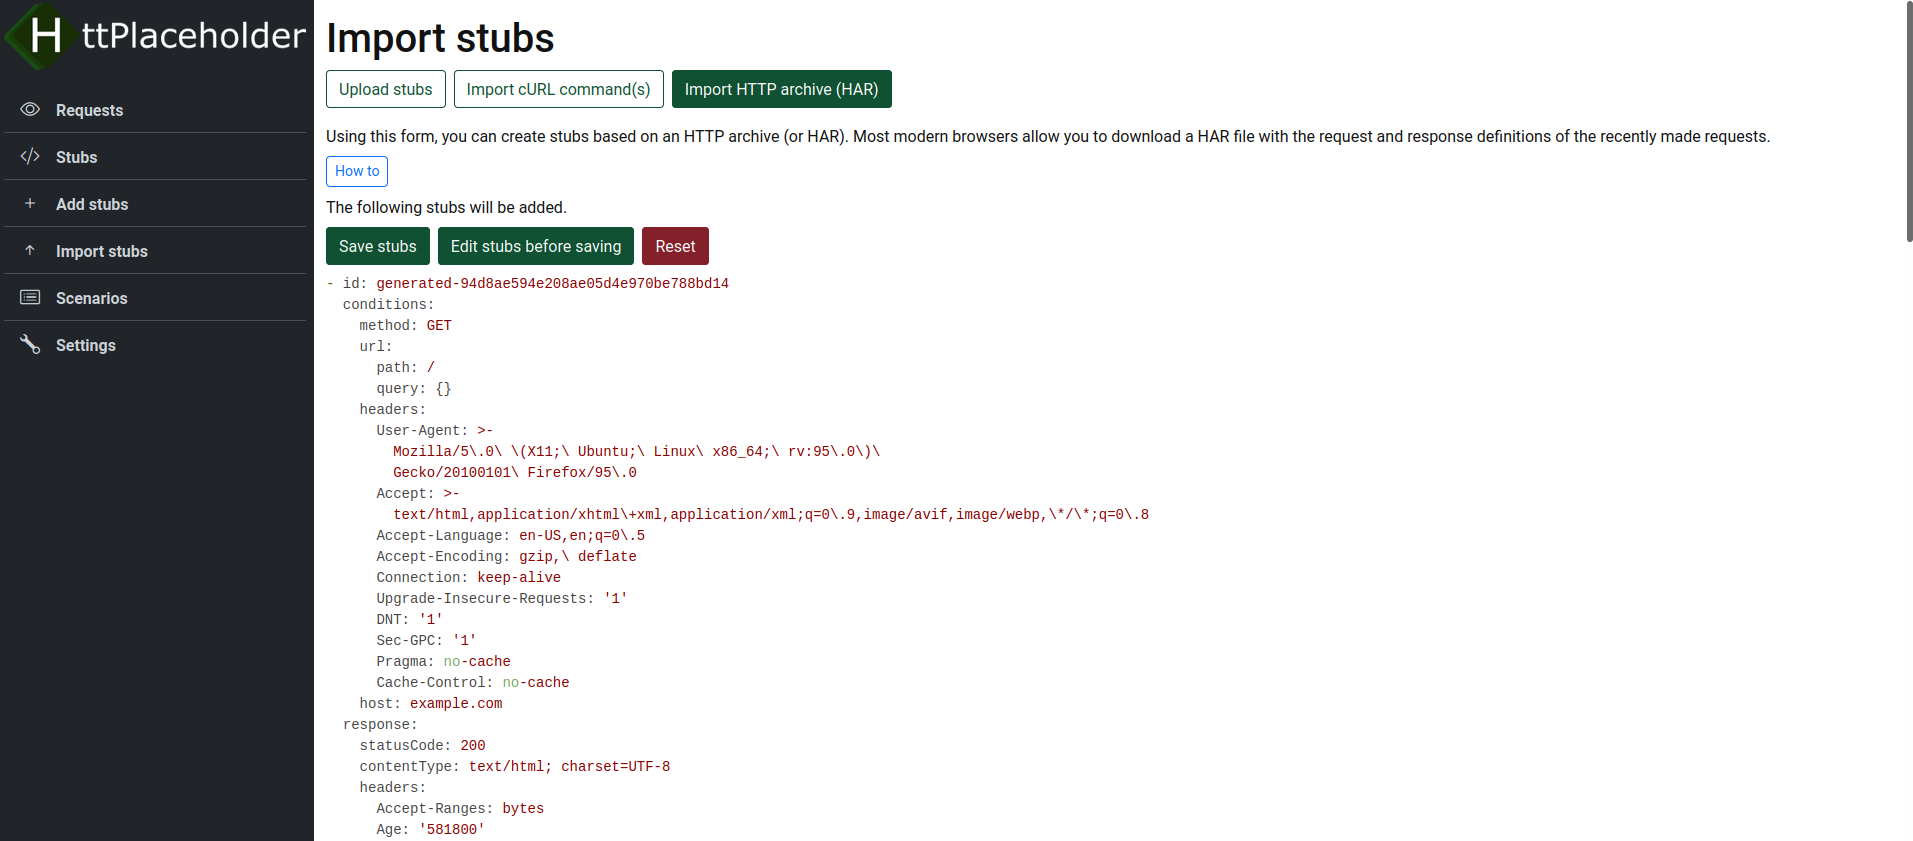 HttPlaceholder
Requests
Stubs
Add stubs
Import stubs
Scenarios
Settings
Import stubs
Upload stubs Import cURL command(s) Import HTTP archive (HAR)
Using this form, you can create stubs based on an HTTP archive (or HAR). Most modern browsers allow you to download a HAR file with the request and response definitions of the recently made requests.
How to
The following stubs will be added.
Save stubs Edit stubs before saving Reset
- id: generated-94d8ae594e208ae05d4e970be788bd14
  conditions:
    method: GET
    url:
      path: /
      query: {}
    headers:
      User-Agent: >-
        Mozilla/5\.0\ \(X11;\ Ubuntu;\ Linux\ x86_64;\ rv:95\.0\)\
        Gecko/20100101\ Firefox/95\.0
      Accept: >-
        text/html,application/xhtml\+xml,application/xml;q=0\.9,image/avif,image/webp,\*/\*;q=0\.8
      Accept-Language: en-US,en;q=0\.5
      Accept-Encoding: gzip,\ deflate
      Connection: keep-alive
      Upgrade-Insecure-Requests: '1'
      DNT: '1'
      Sec-GPC: '1'
      Pragma: no-cache
      Cache-Control: no-cache
    host: example.com
  response:
    statusCode: 200
    contentType: text/html; charset=UTF-8
    headers:
      Accept-Ranges: bytes
      Age: '581800'